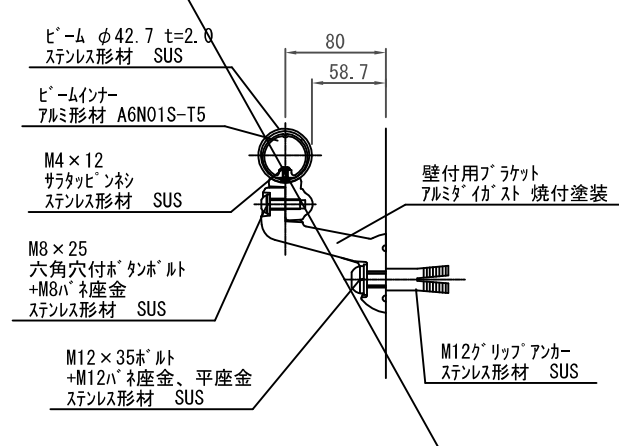 ビーム φ42.7 t=2.0
ステンレス形材 SUS
ビームインナー
アルミ形材 A6N01S-T5
M4×12
サラタッピンネジ
ステンレス形材 SUS
M8×25
六角穴付ボタンボルト
+M8バネ座金
ステンレス形材 SUS
M12×35ボルト
+M12バネ座金、平座金
ステンレス形材 SUS
80
58.7
壁付用ブラケット
アルミダイガスト 焼付塗装
M12グリップアンカー
ステンレス形材 SUS